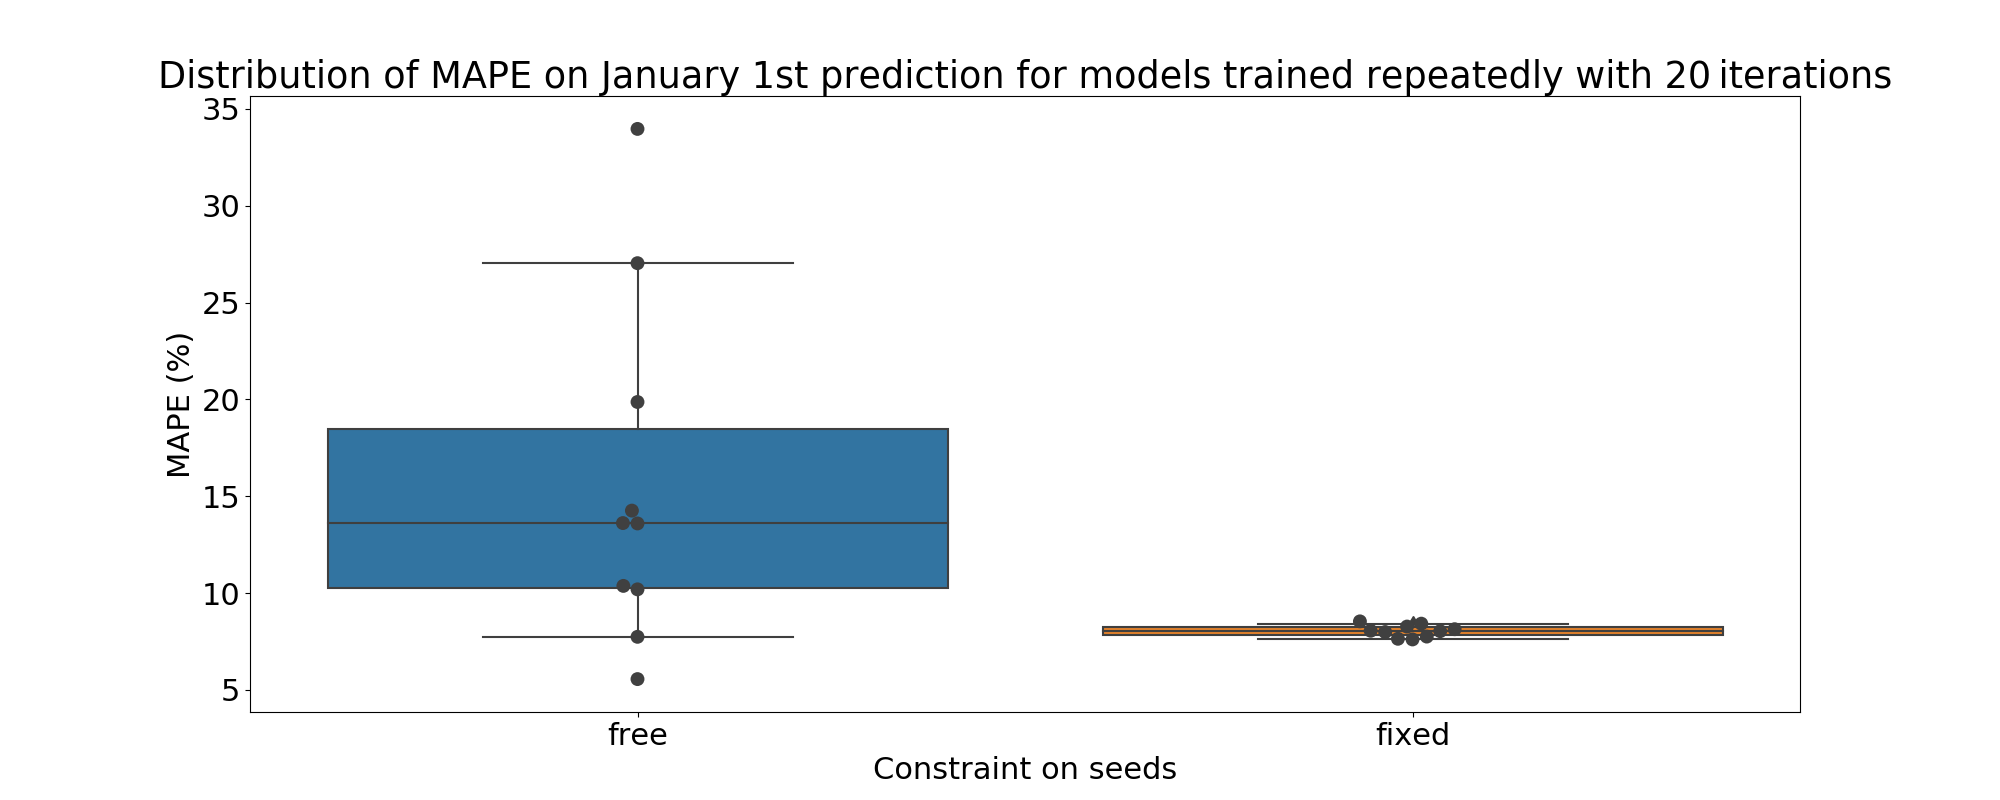 Distribution of MAPE on January 1st prediction for models trained repeatedly with 20 iterations
35
30
25
20
15
10
5
MAPE (%)
free
fixed
Constraint on seeds